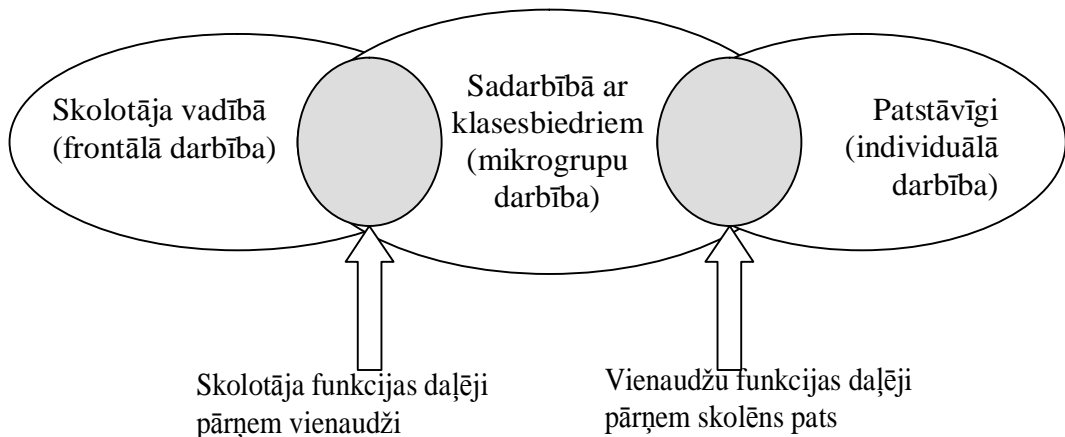 Skolotāja vadībā
(frontālā darbība)
Sadarbībā ar
klasesbiedriem
(mikrogrupu
darbība)
Patstāvīgi
(individuālā
darbība)
Skolotāja funkcijas daļēji
pārņem vienaudži
Vienaudžu funkcijas daļēji
pārņem skolēns pats